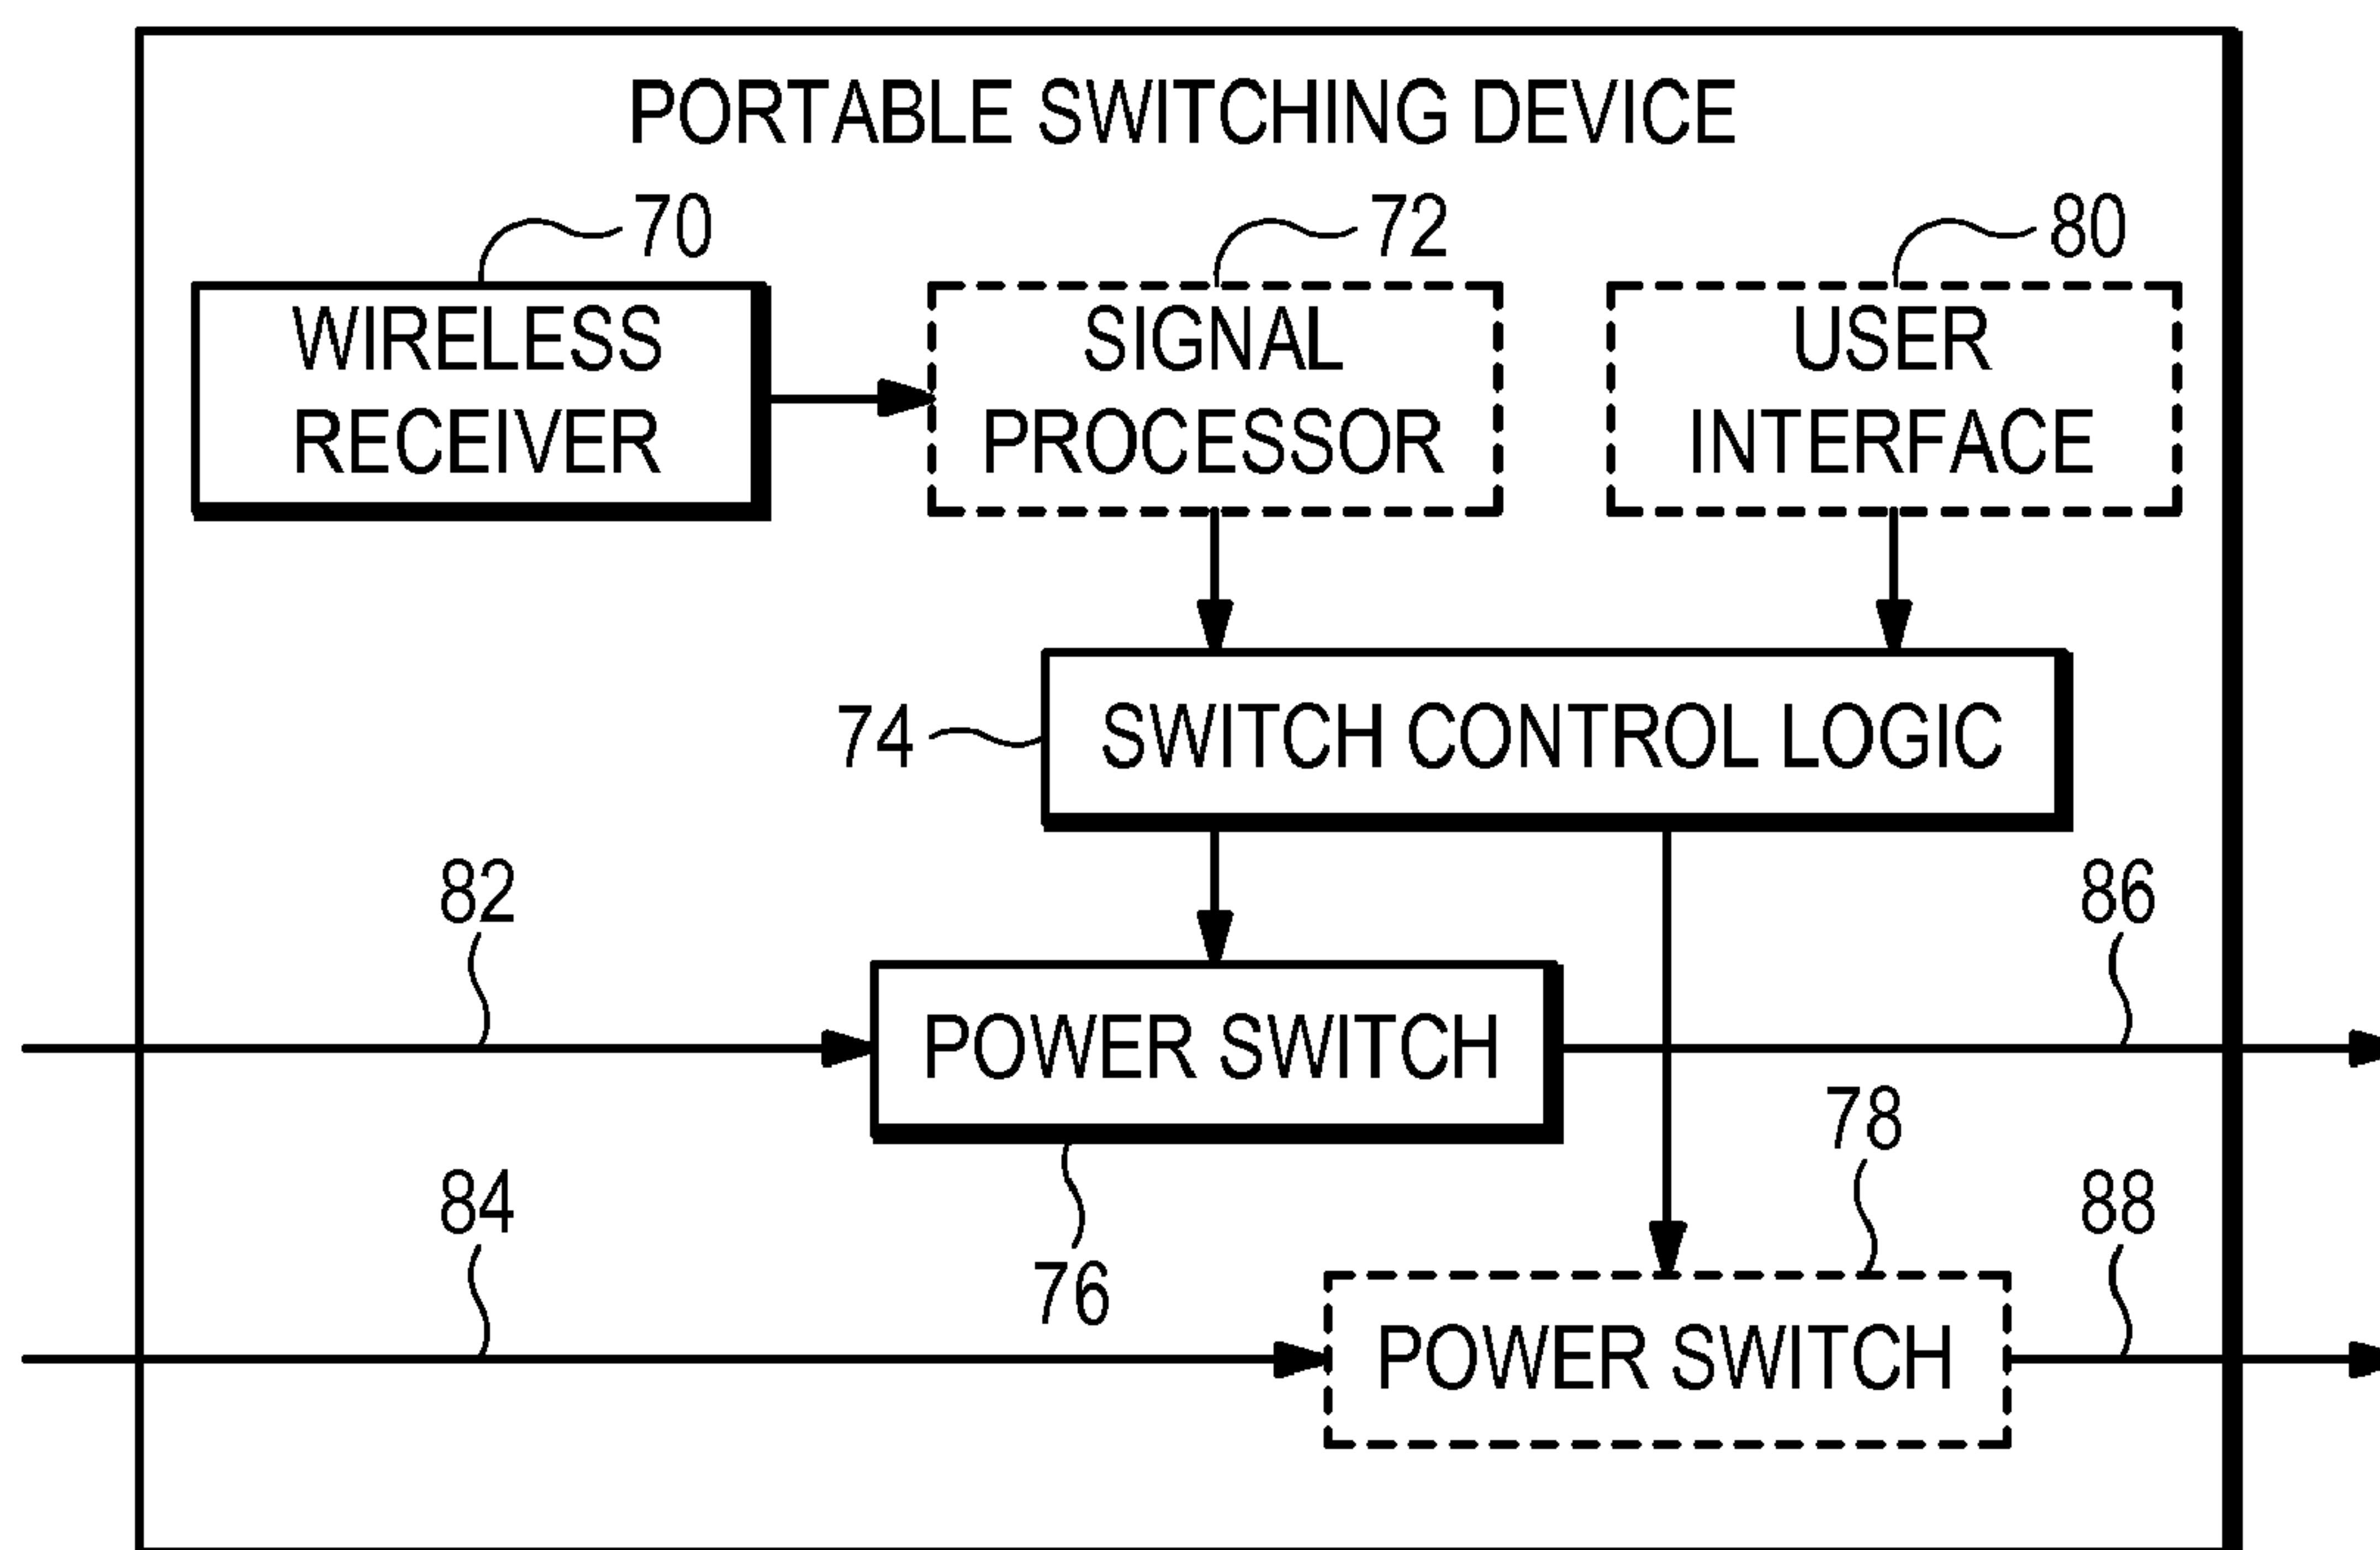 PORTABLE SWITCHING DEVICE
70
72
80
WIRELESS
RECEIVER
SIGNAL
PROCESSOR
USER
INTERFACE
74
SWITCH CONTROL LOGIC
82
86
POWER SWITCH
78
84
88
76
POWER SWITCH